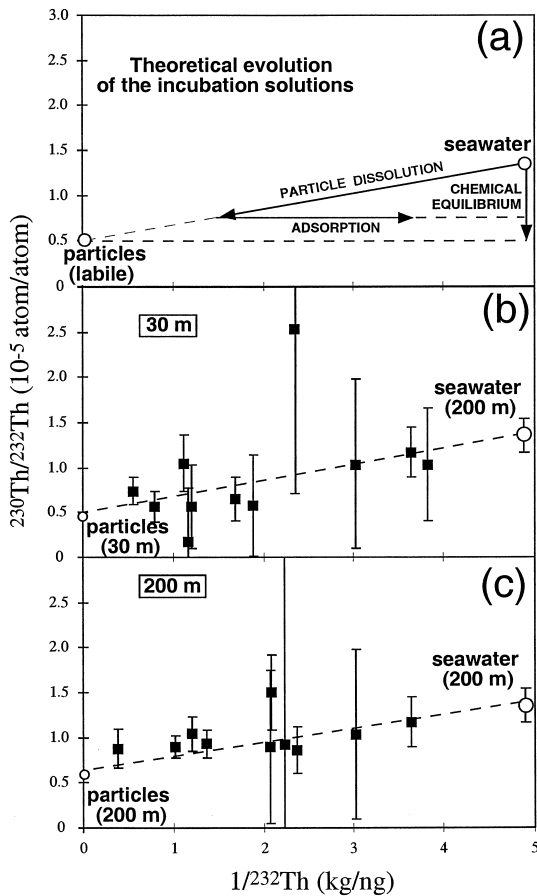 3.0
(a)
Theoretical evolution
of the incubation solutions
2.5
2.0
seawater
1.5
PARTICLE DISSOLUTION
CHEMICAL
EQUILIBRIUM
1.0
ADSORPTION
0.5
particles
(labile)
0
(b)
30 m
2.5
2.0
seawater
(200 m)
1.5
1.0
0.5
particles
(30 m)
0
(c)
200 m
2.5
2.0
seawater
(200 m)
1.5
1.0
0.5
particles
(200 m)
0
0 1 2 3 4 5
1/232Th (kg/ng)
230Th/232Th (10-5 atom/atom)